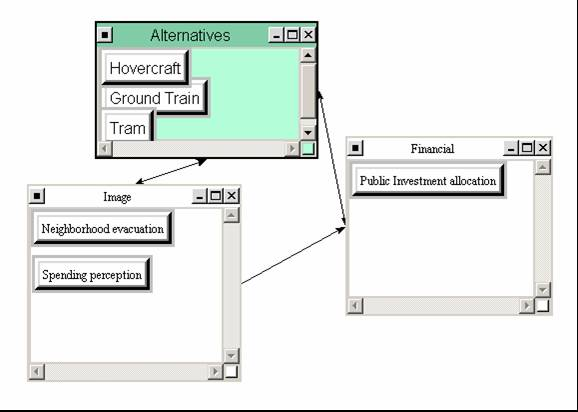 Alternatives
Hovercraft
Ground Train
Tram
Financial
Public Investment allocation
Image
Neighborhood evacuation
Spending perception